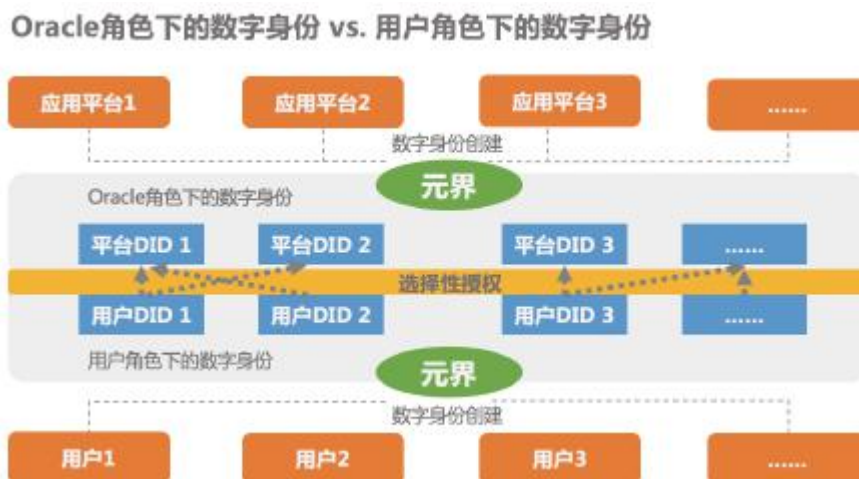 Oracle角色下的数字身份 vs. 用户角色下的数字身份
应用平台1 应用平台2 应用平台3 ......
数字身份创建
元界
Oracle角色下的数字身份
平台DID 1 平台DID 2 平台DID 3 ......
选择性授权
用户DID 1 用户DID 2 用户DID 3 ......
用户角色下的数字身份
元界
数字身份创建
用户1 用户2 用户3 ......